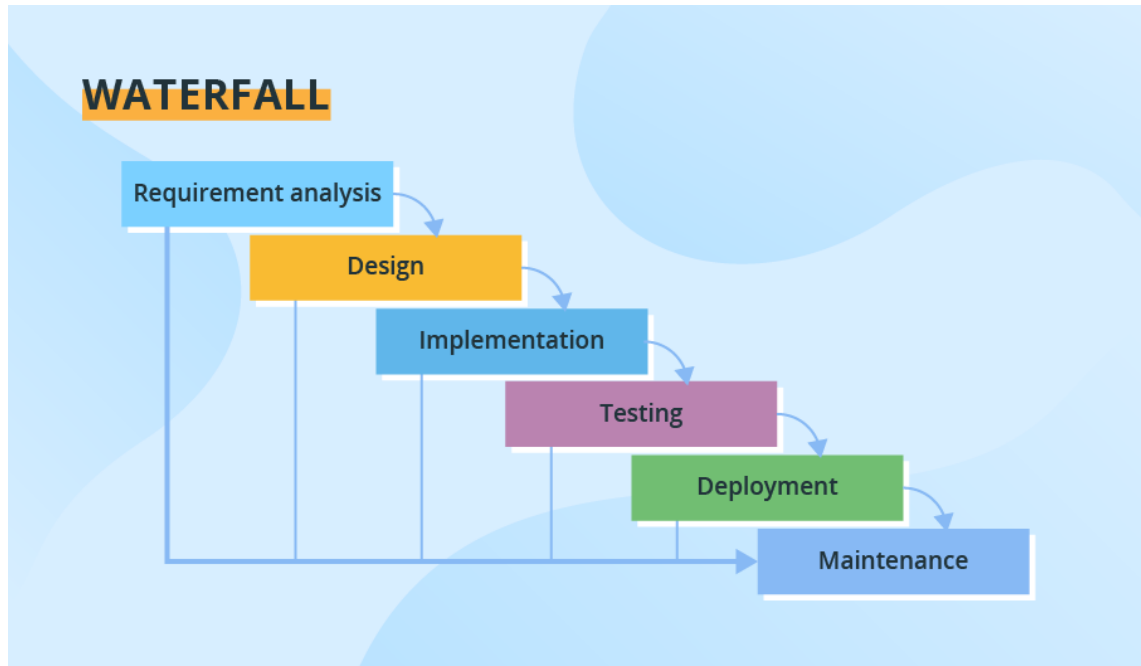 WATERFALL
Requirement analysis
Design
Implementation
Testing
Deployment
Maintenance